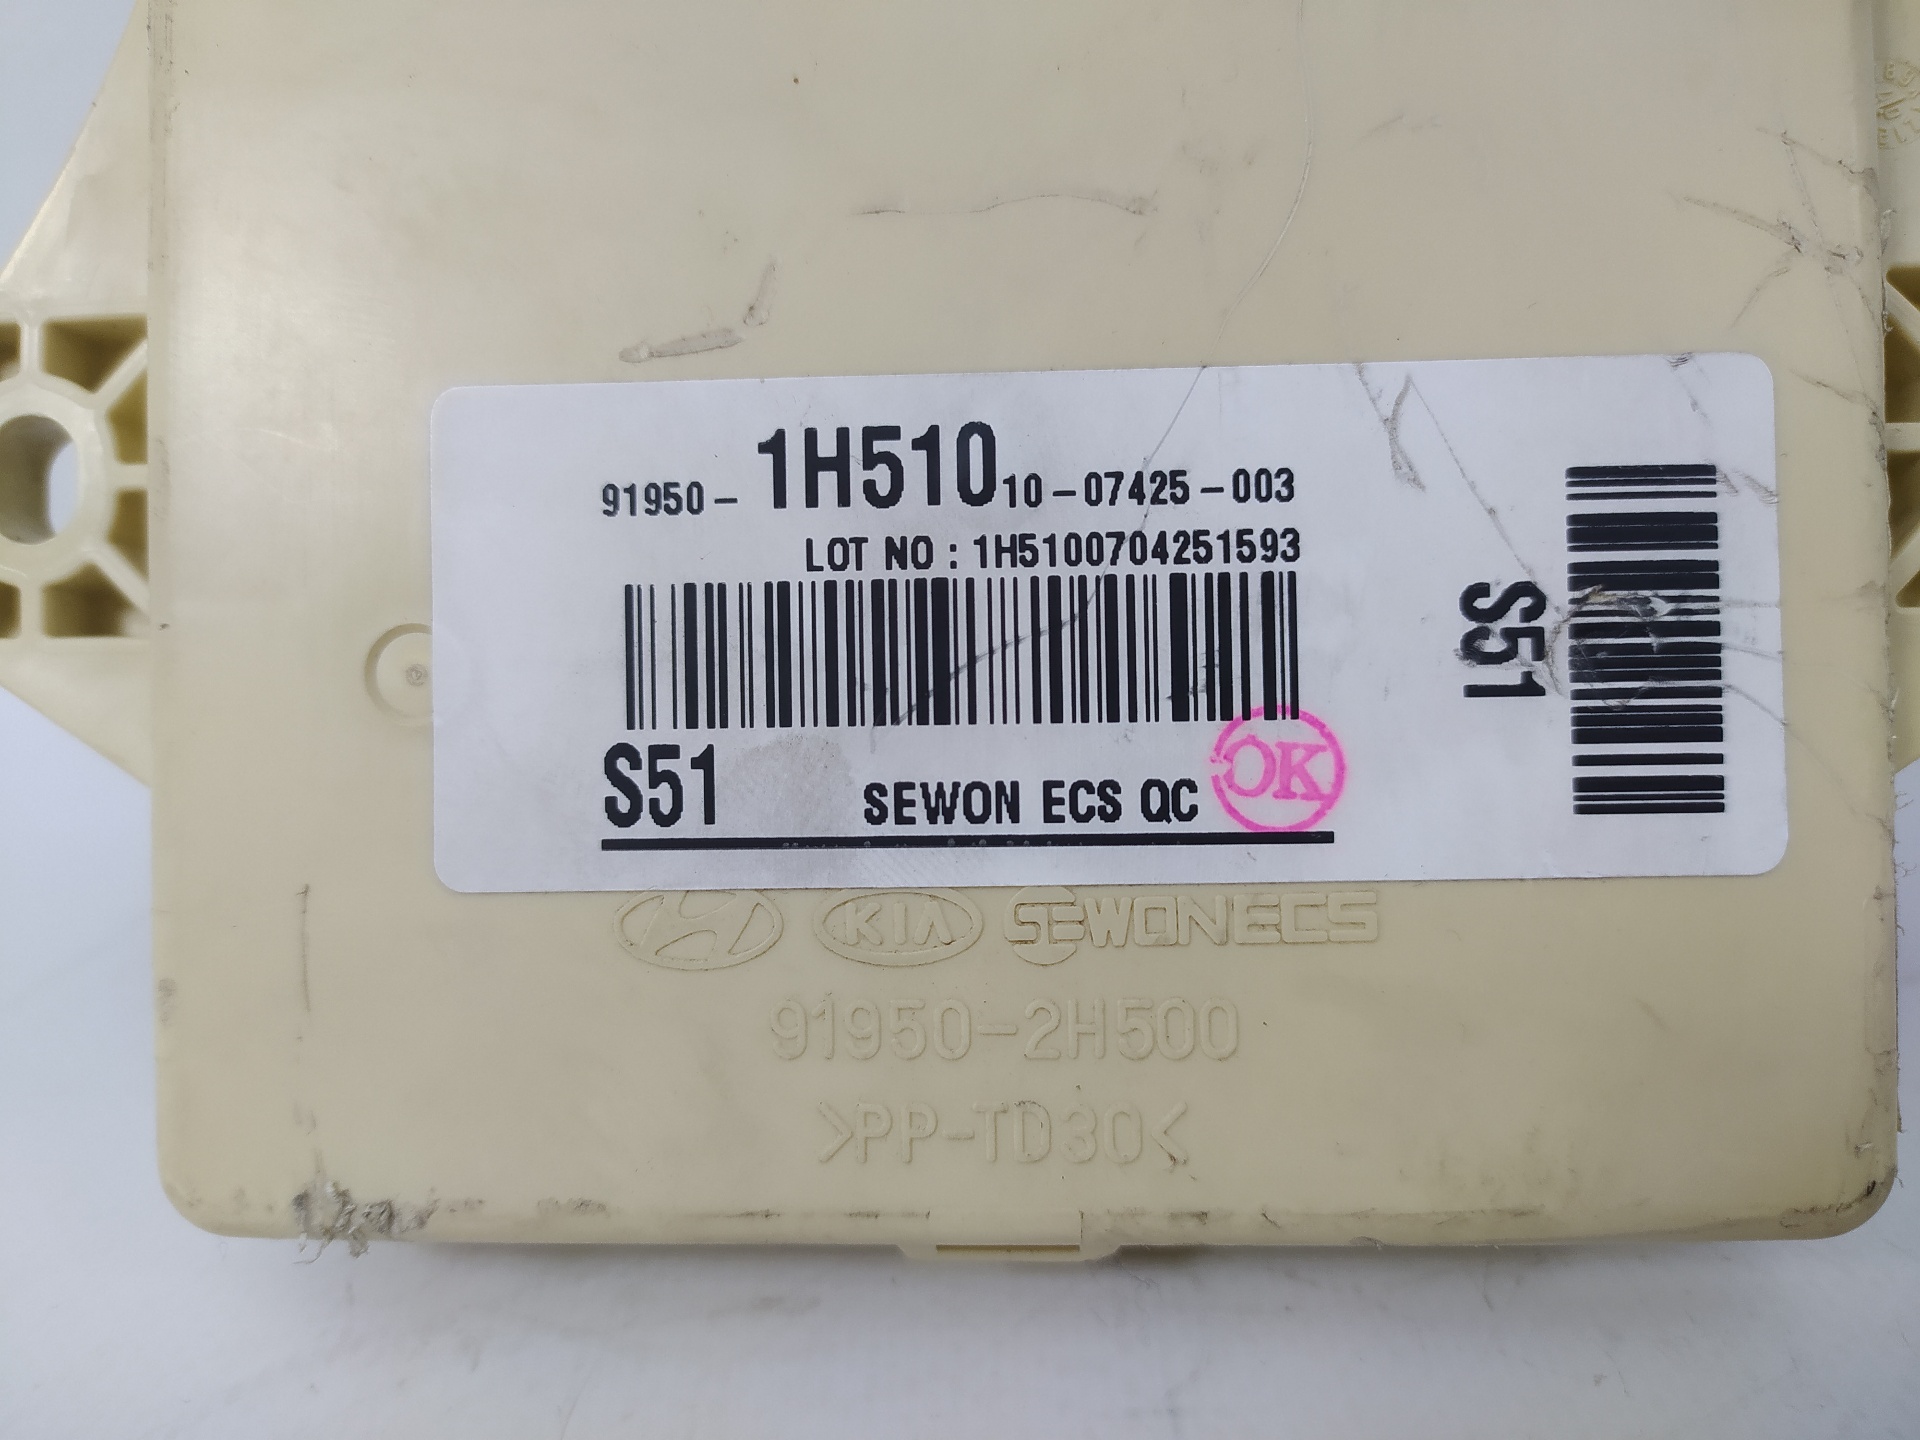 91950- 1H510 10-07425-003
LOT NO : 1H5100704251593
S51
SEWON ECS QC
OK
S51
KIA
SEWONECS
91950-2H500
>PP-TD30<